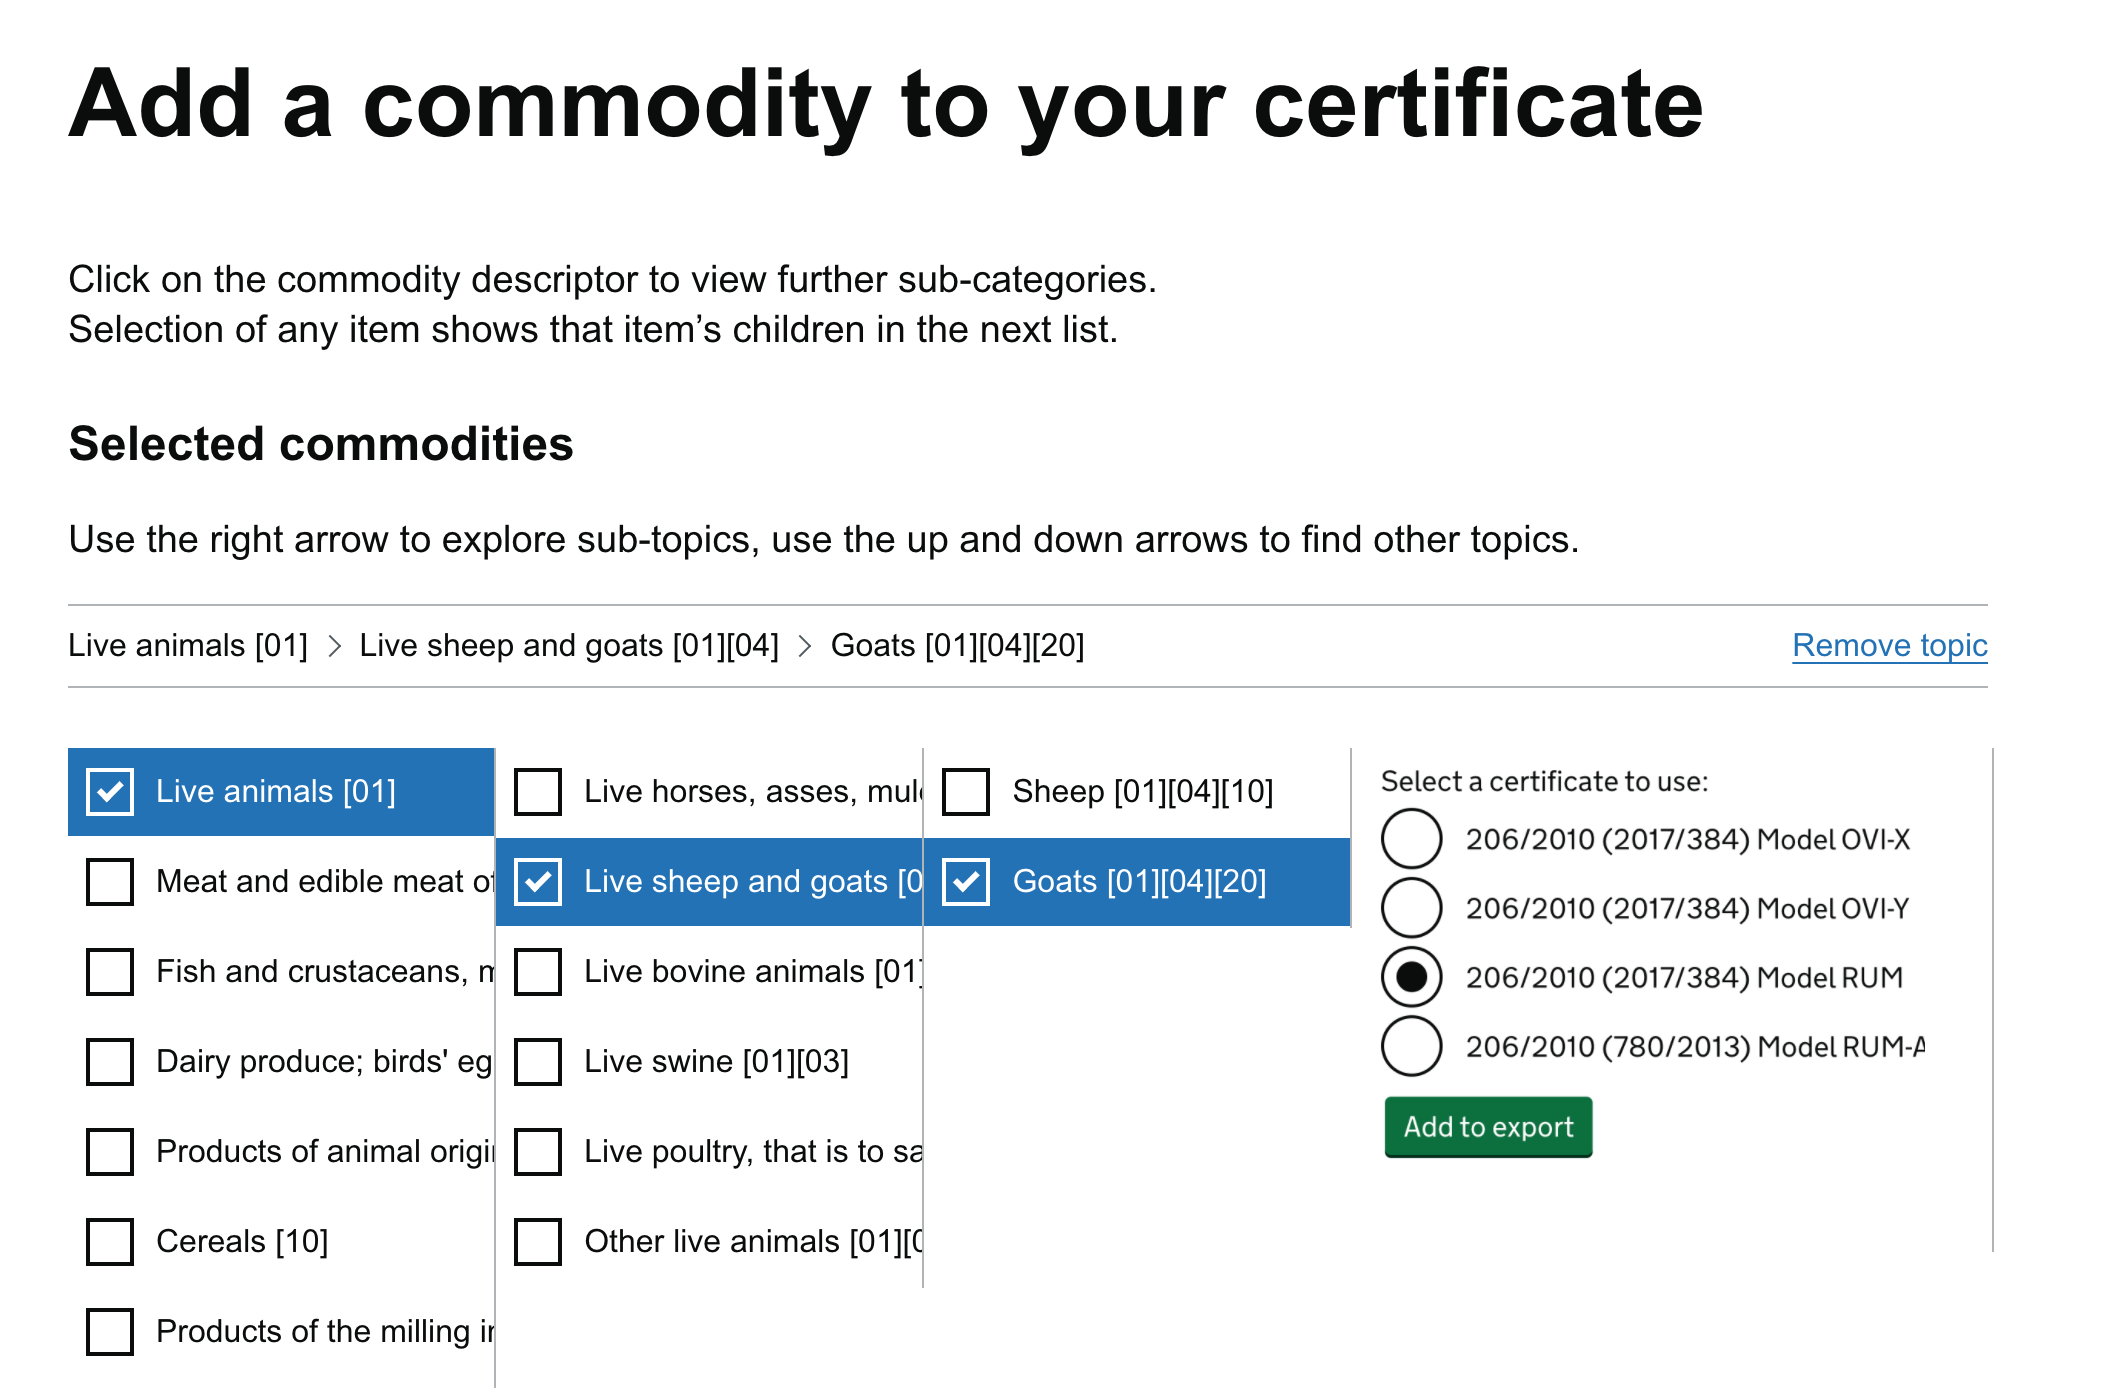 Add a commodity to your certificate
Click on the commodity descriptor to view further sub-categories.
Selection of any item shows that item’s children in the next list.
Selected commodities
Use the right arrow to explore sub-topics, use the up and down arrows to find other topics.
Live animals [01] > Live sheep and goats [01][04] > Goats [01][04][20]
Remove topic
Live animals [01]
Meat and edible meat
Fish and crustaceans,
Dairy produce; birds'
Products of animal
Cereals [10]
Products of the milling
Live horses, asses,
Live sheep and goats
Live bovine animals [01]
Live swine [01][03]
Live poultry, that is to
Other live animals [01]
Sheep [01][04][10]
Goats [01][04][20]
Select a certificate to use:
206/2010 (2017/384) Model OVI-X
206/2010 (2017/384) Model OVI-Y
206/2010 (2017/384) Model RUM
206/2010 (780/2013) Model RUM-A
Add to export